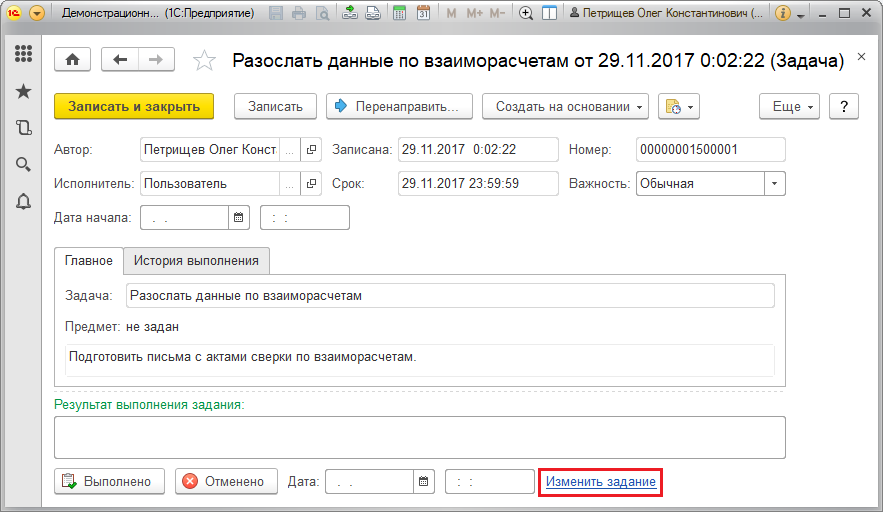 Демонстрационн... (1С:Предприятие) 31 M M+ M- Петрищев Олег Константинович (...
Разослать данные по взаиморасчетам от 29.11.2017 0:02:22 (Задача)
Записать и закрыть Записать Перенаправить... Создать на основании Еще ?
Автор: Петрищев Олег Конст ... Записана: 29.11.2017 0:02:22 Номер: 00000001500001
Исполнитель: Пользователь ... Срок: 29.11.2017 23:59:59 Важность: Обычная
Дата начала: . . : :
Главное История выполнения
Задача: Разослать данные по взаиморасчетам
Предмет: не задан
Подготовить письма с актами сверки по взаиморасчетам.
Результат выполнения задания:
Выполнено Отменено Дата: . . : : Изменить задание